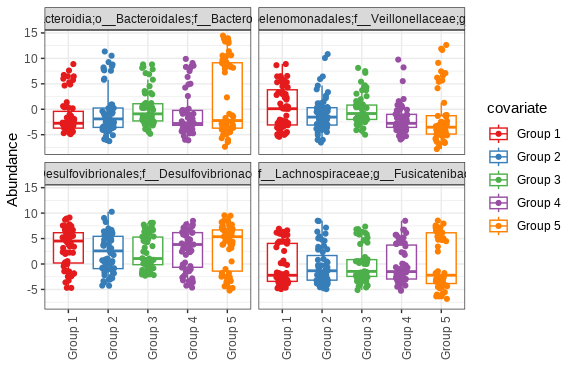 cteroidia;o__Bacteroidales;f__Bactero
elenomonadales;f__Veillonellaceae;g
15
10
5
0
-5
Abundance
Desulfovibrionales;f__Desulfovibrionac
f__Lachnospiraceae;g__Fusicatenibac
15
10
5
0
-5
Group 1
Group 2
Group 3
Group 4
Group 5
Group 1
Group 2
Group 3
Group 4
Group 5
covariate
Group 1
Group 2
Group 3
Group 4
Group 5